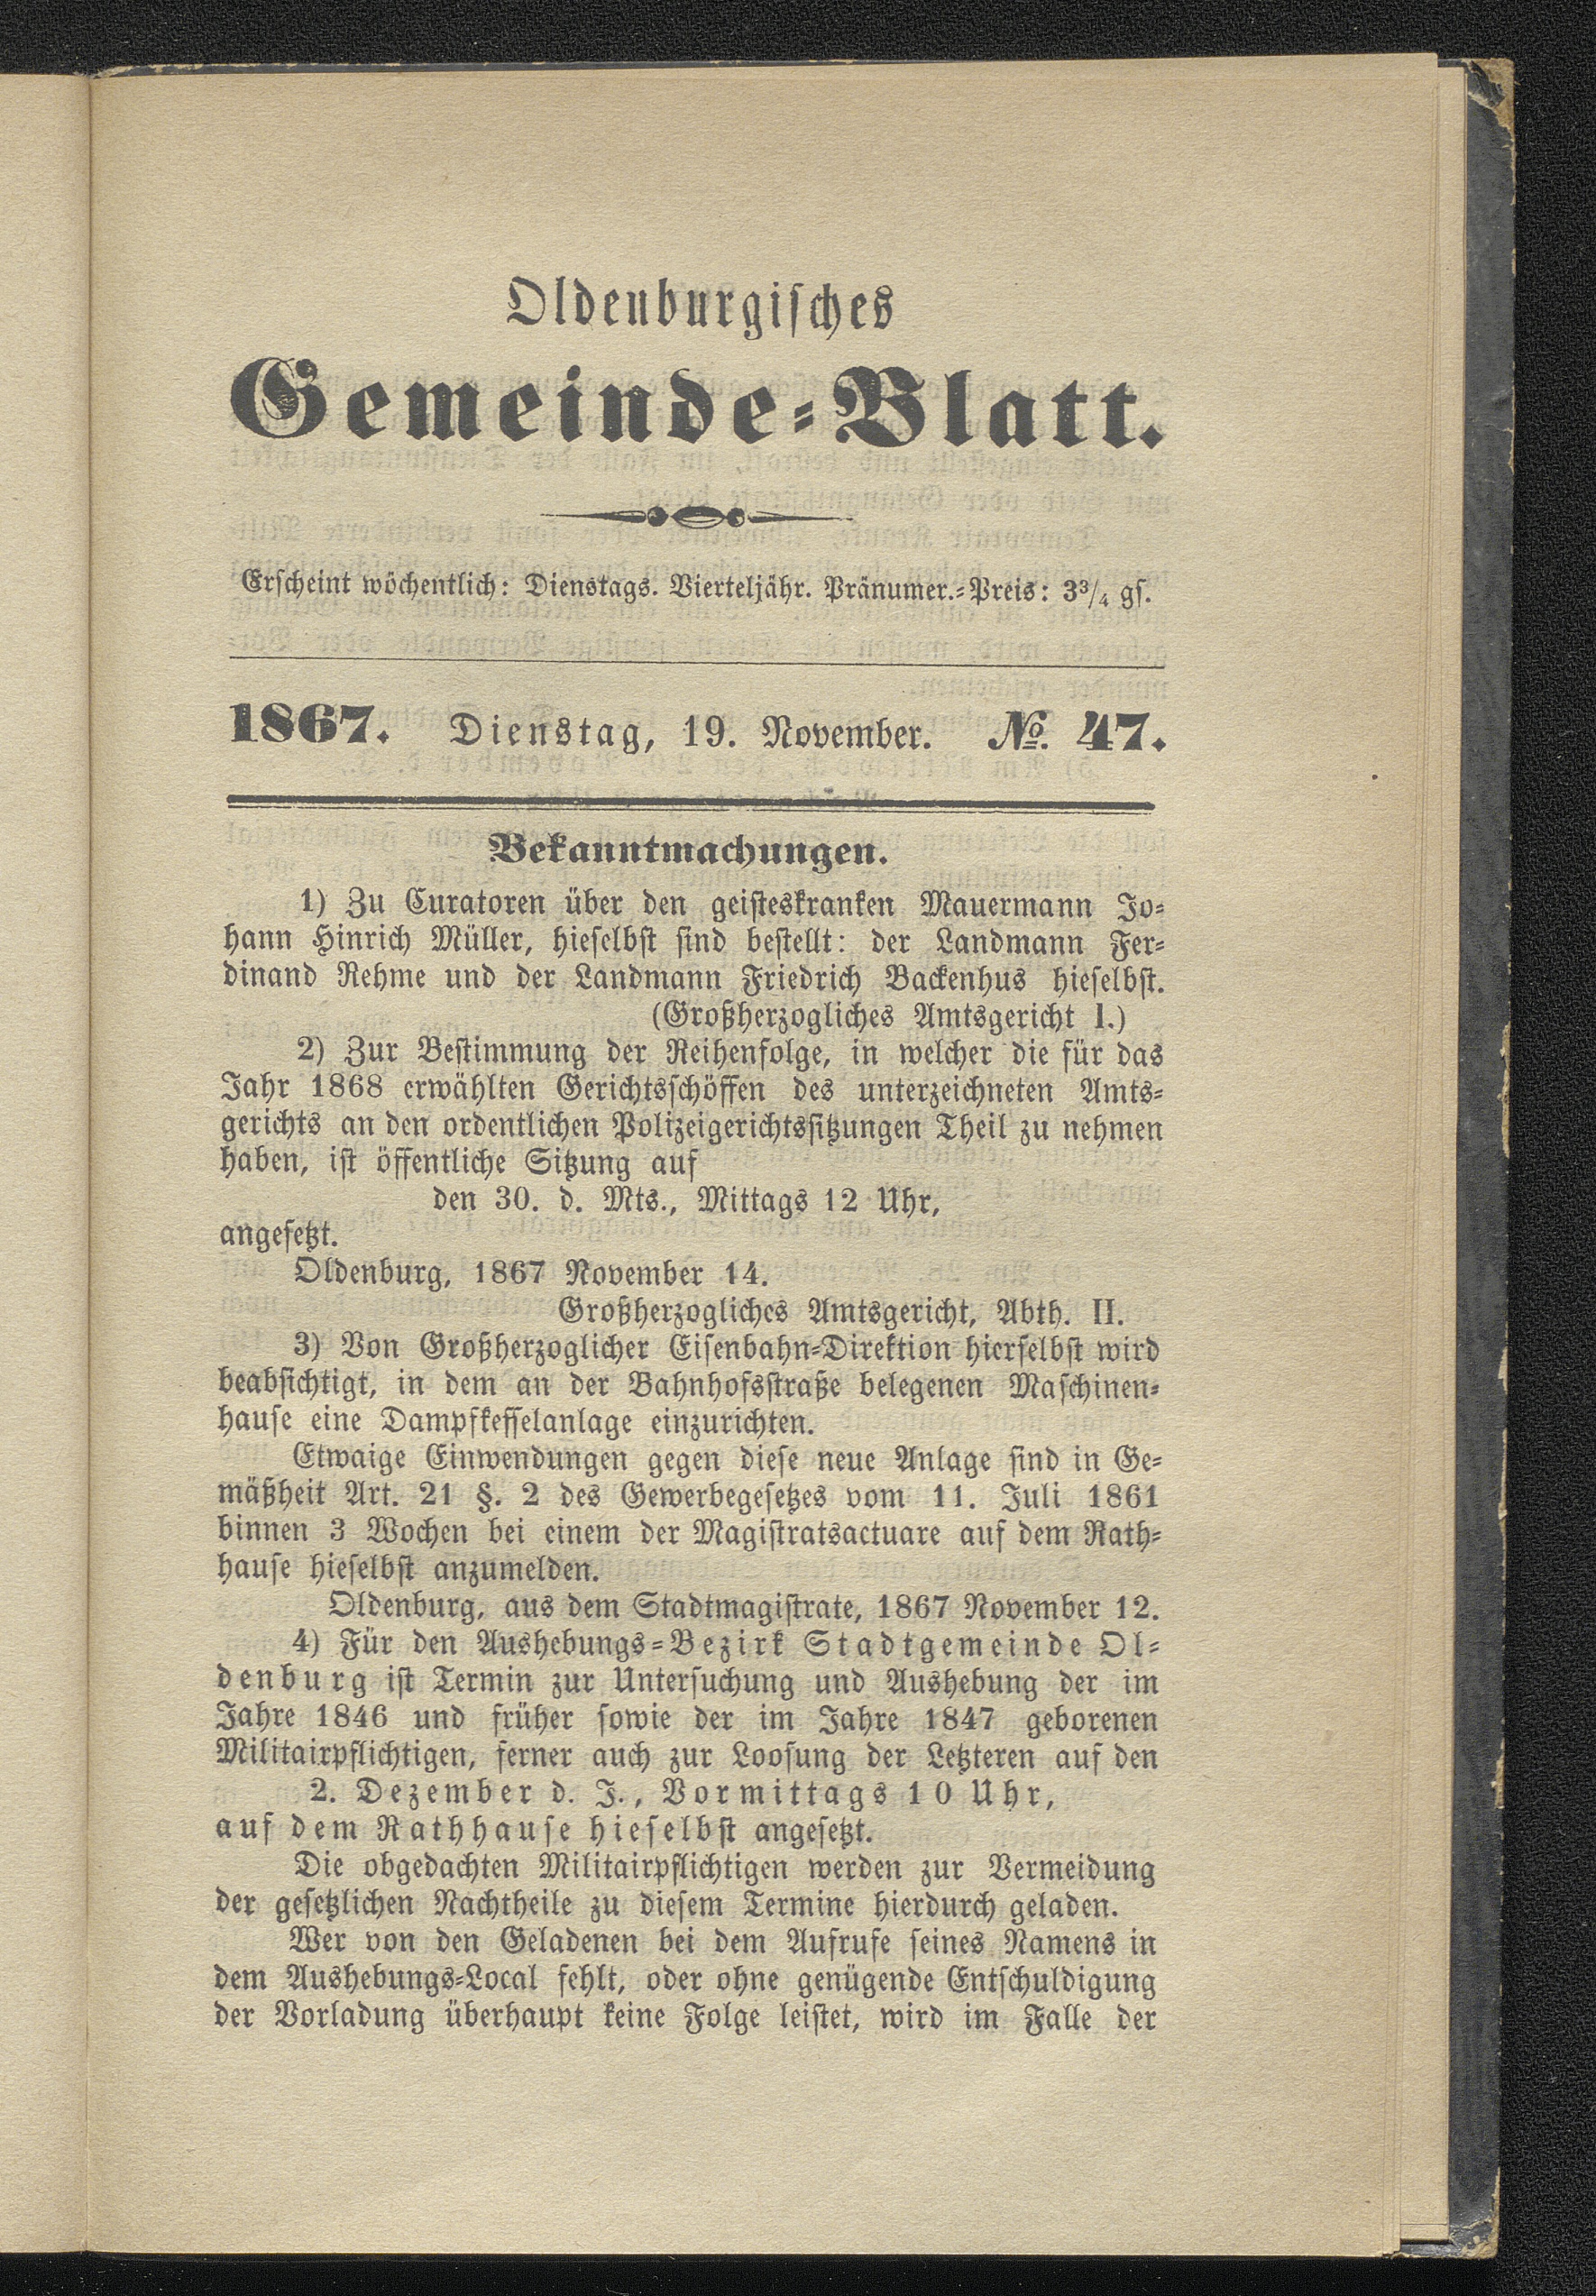 Oldenburgisches
Gemeinde-Blatt.
Erscheint wöchentlich: Dienstags. Vierteljähr. Pränumer.-Preis: 3¾ gs.
1867. Dienstag, 19. November. No. 47.
Bekanntmachungen.
1) Zu Curatoren über den geisteskranken Mauermann Jo-
hann Hinrich Müller, hieselbst sind bestellt: der Landmann Fer-
dinand Rehme und der Landmann Friedrich Backenhus hieselbst.
(Großherzogliches Amtsgericht I.)
2) Zur Bestimmung der Reihenfolge, in welcher die für das
Jahr 1868 erwählten Gerichtsschöffen des unterzeichneten Amts-
gerichts an den ordentlichen Polizeigerichtssitzungen Theil zu nehmen
haben, ist öffentliche Sitzung auf
den 30. d. Mts., Mittags 12 Uhr,
angesetzt.
Oldenburg, 1867 November 14.
Großherzogliches Amtsgericht, Abth. II.
3) Von Großherzoglicher Eisenbahn-Direktion hierselbst wird
beabsichtigt, in dem an der Bahnhofsstraße belegenen Maschinen-
hause eine Dampfkesselanlage einzurichten.
Etwaige Einwendungen gegen diese neue Anlage sind in Ge-
mäßheit Art. 21 §. 2 des Gewerbegesetzes vom 11. Juli 1861
binnen 3 Wochen bei einem der Magistratsactuare auf dem Rath-
hause hieselbst anzumelden.
Oldenburg, aus dem Stadtmagistrate, 1867 November 12.
4) Für den Aushebungs-Bezirk Stadtgemeinde Ol-
denburg ist Termin zur Untersuchung und Aushebung der im
Jahre 1846 und früher sowie der im Jahre 1847 geborenen
Militairpflichtigen, ferner auch zur Loosung der Letzteren auf den
2. Dezember d. J., Vormittags 10 Uhr,
auf dem Rathhause hieselbst angesetzt.
Die obgedachten Militairpflichtigen werden zur Vermeidung
der gesetzlichen Nachtheile zu diesem Termine hierdurch geladen.
Wer von den Geladenen bei dem Aufrufe seines Namens in
dem Aushebungs-Local fehlt, oder ohne genügende Entschuldigung
der Vorladung überhaupt keine Folge leistet, wird im Falle der